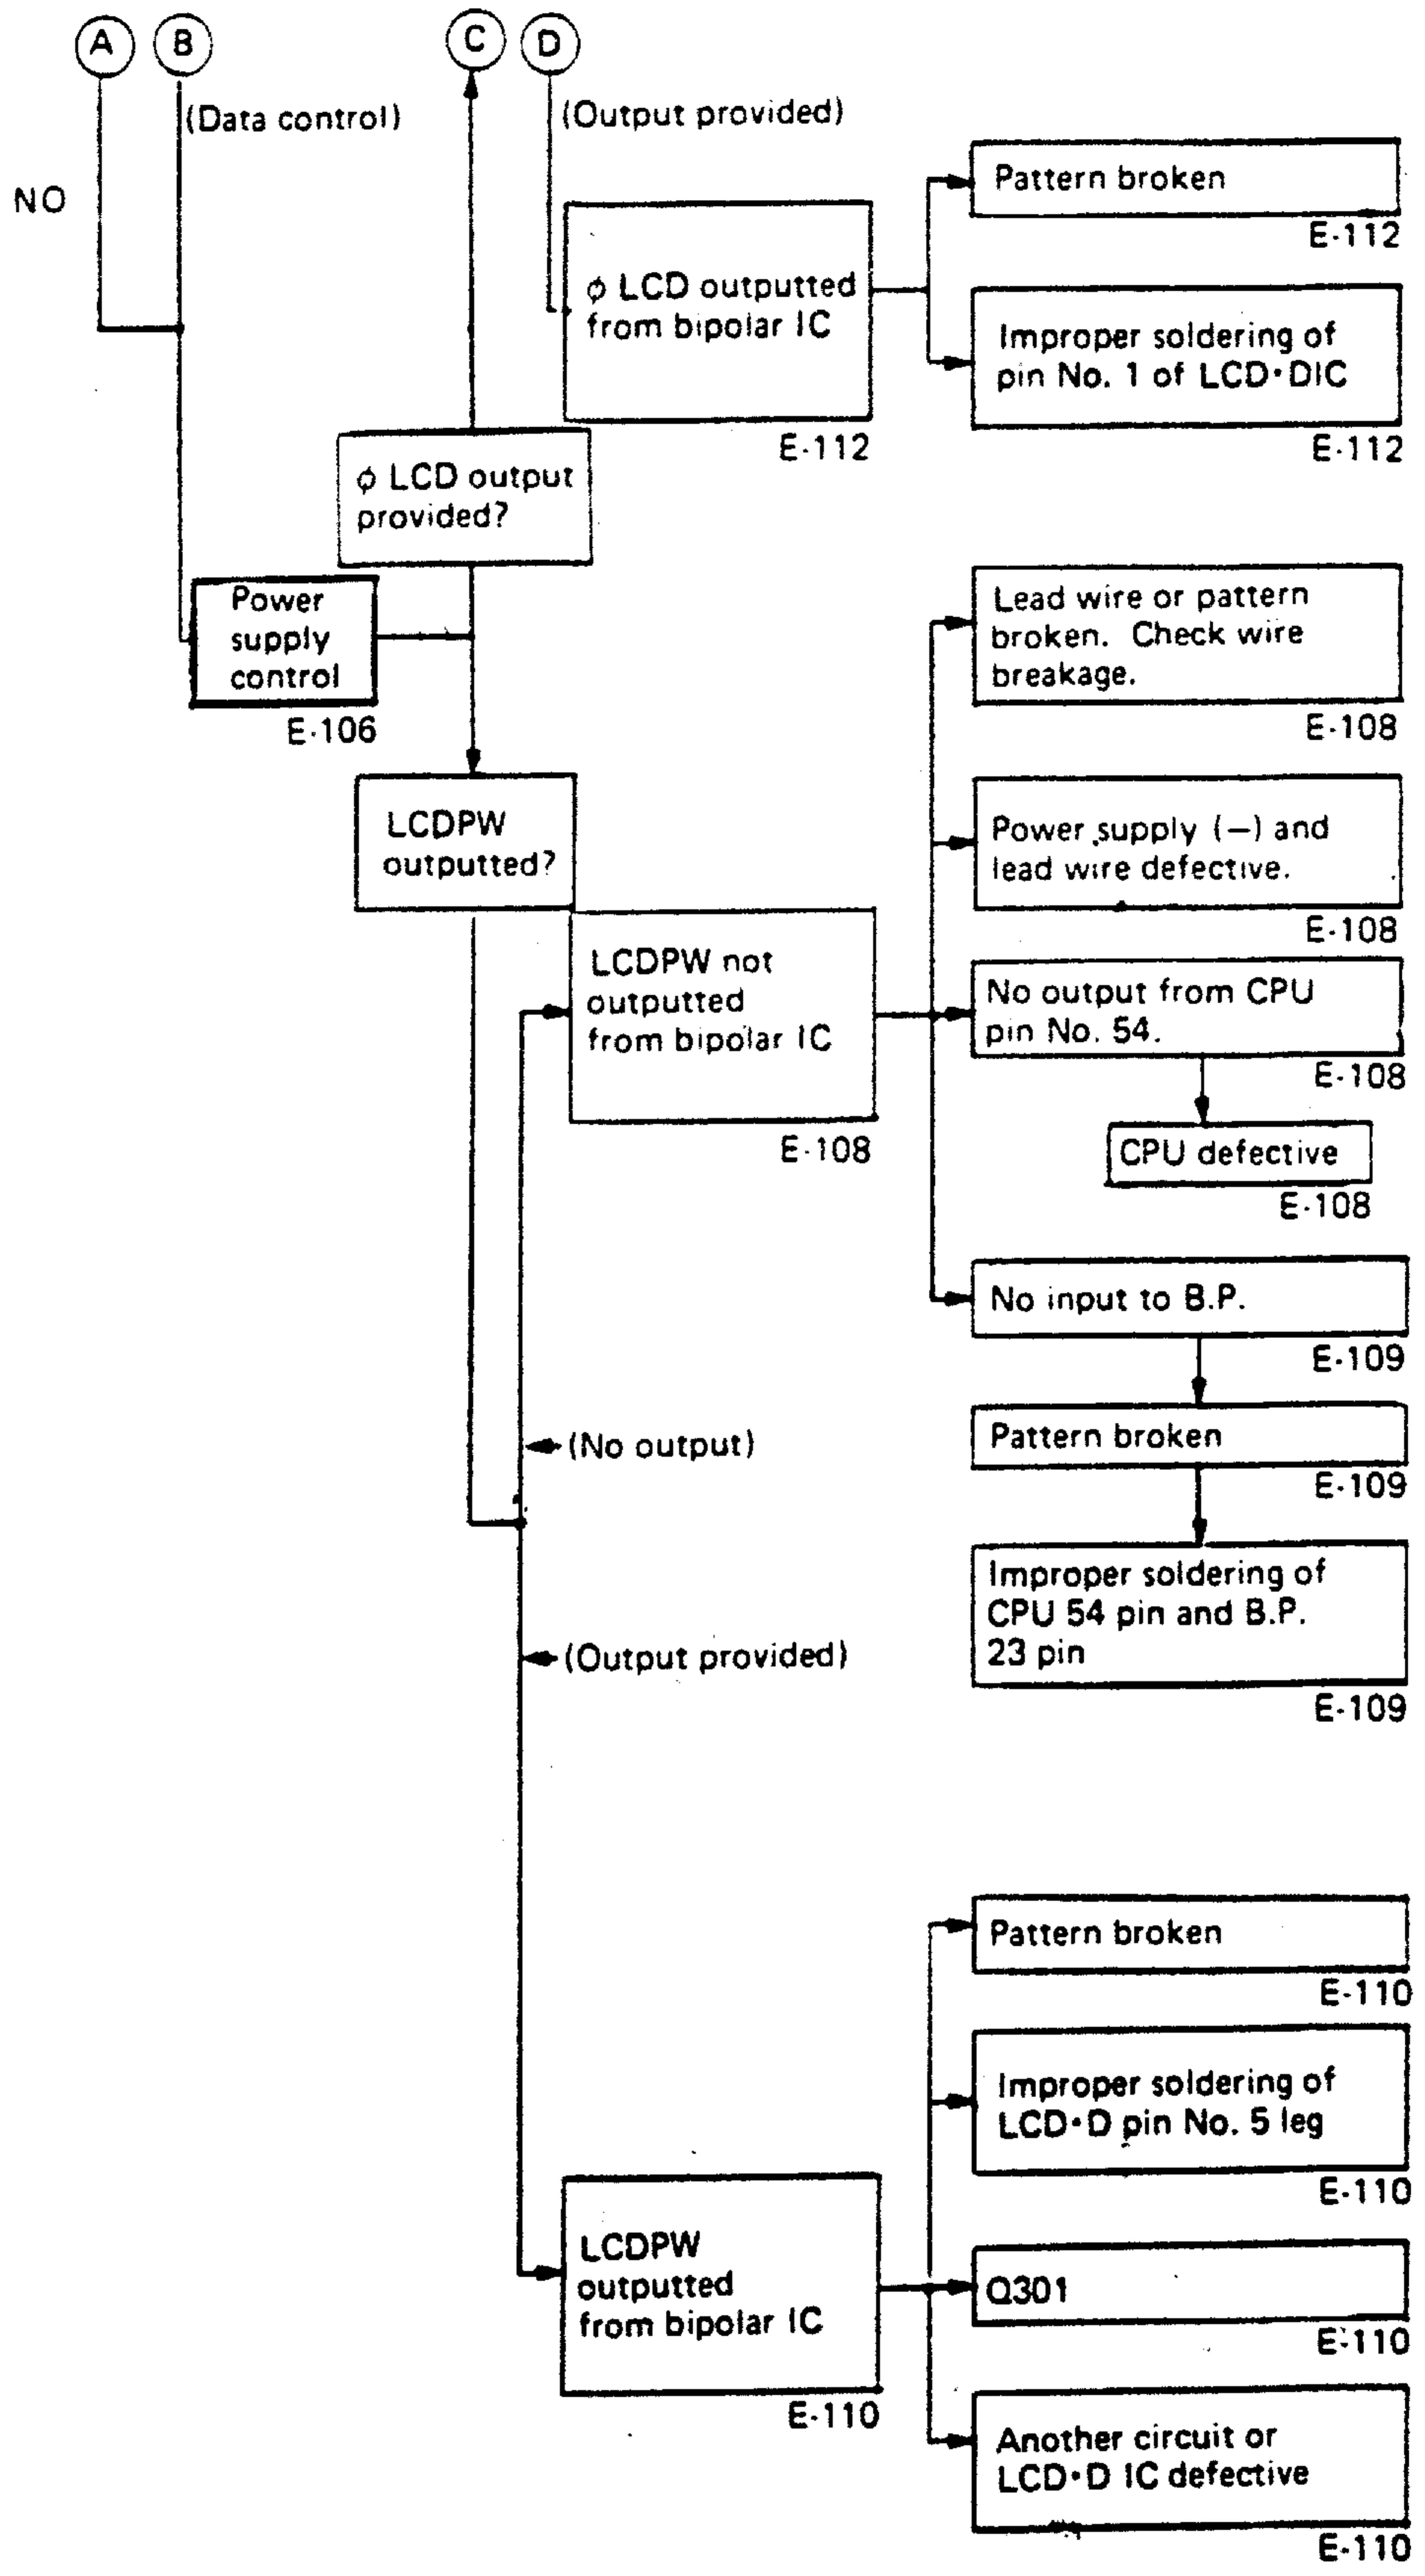 A B C D
(Data control)
(Output provided)
NO
Pattern broken
E-112
φ LCD outputted
from bipolar IC
E-112
Improper soldering of
pin No. 1 of LCD·DIC
E-112
φ LCD output
provided?
Power
supply
control
E-106
LCDPW
outputted?
Lead wire or pattern
broken. Check wire
breakage.
E-108
Power supply (−) and
lead wire defective.
E-108
LCDPW not
outputted
from bipolar IC
E-108
No output from CPU
pin No. 54.
E-108
CPU defective
E-108
No input to B.P.
E-109
Pattern broken
E-109
(No output)
Improper soldering of
CPU 54 pin and B.P.
23 pin
E-109
(Output provided)
Pattern broken
E-110
Improper soldering of
LCD·D pin No. 5 leg
E-110
LCDPW
outputted
from bipolar IC
E-110
Q301
E-110
Another circuit or
LCD·D IC defective
E-110